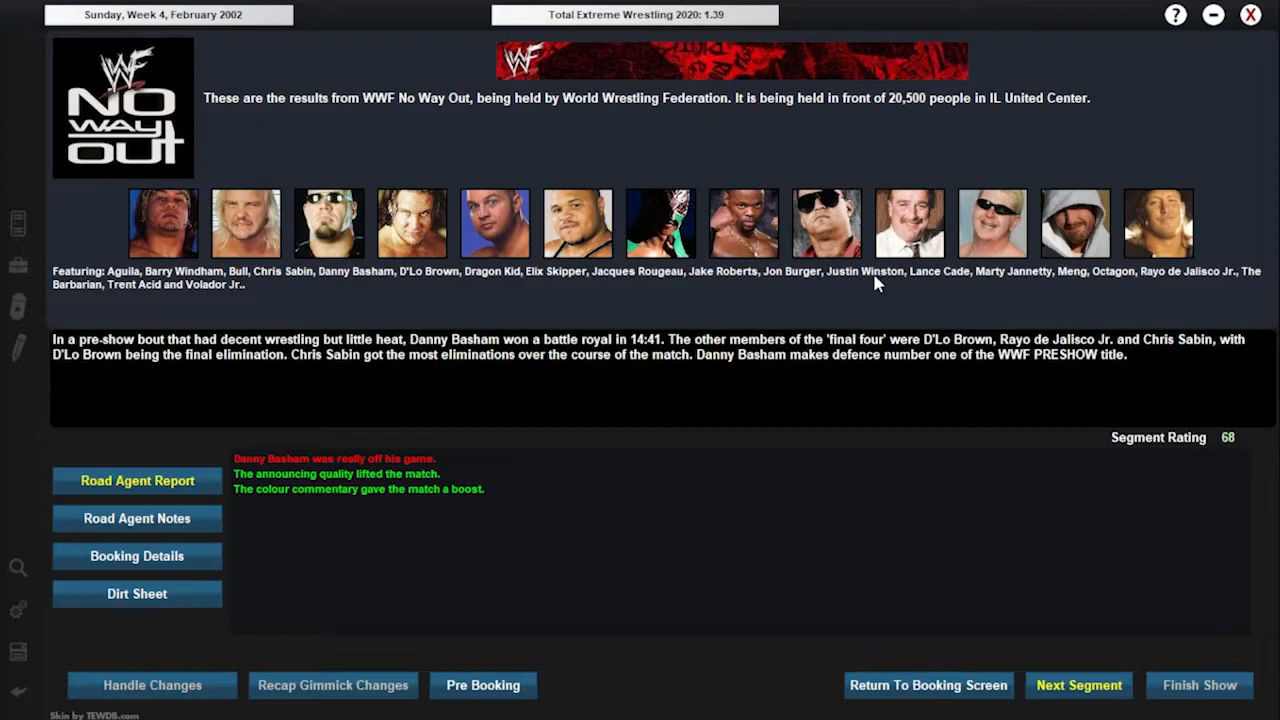 Sunday, Week 4, February 2002
Total Extreme Wrestling 2020: 1.39
? – X
WF
NO
WAY
OUT
These are the results from WWF No Way Out, being held by World Wrestling Federation. It is being held in front of 20,500 people in IL United Center.
Featuring: Aguila, Barry Windham, Bull, Chris Sabin, Danny Basham, D'Lo Brown, Dragon Kid, Elix Skipper, Jacques Rougeau, Jake Roberts, Jon Burger, Justin Winston, Lance Cade, Marty Jannetty, Meng, Octagon, Rayo de Jalisco Jr., The
Barbarian, Trent Acid and Volador Jr..
In a pre-show bout that had decent wrestling but little heat, Danny Basham won a battle royal in 14:41. The other members of the 'final four' were D'Lo Brown, Rayo de Jalisco Jr. and Chris Sabin, with
D'Lo Brown being the final elimination. Chris Sabin got the most eliminations over the course of the match. Danny Basham makes defence number one of the WWF PRESHOW title.
Segment Rating 68
Danny Basham was really off his game.
The announcing quality lifted the match.
The colour commentary gave the match a boost.
Road Agent Report
Road Agent Notes
Booking Details
Dirt Sheet
Handle Changes
Recap Gimmick Changes
Pre Booking
Return To Booking Screen
Next Segment
Finish Show
Skin by TEWDB.com